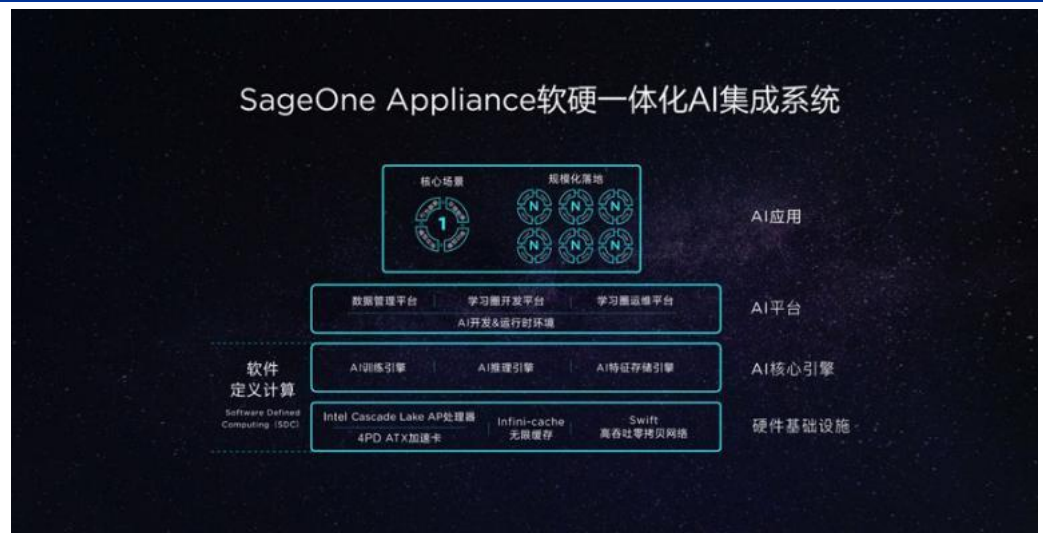 SageOne Appliance软硬一体化AI集成系统
核心场景
规模化落地
1
N N N
N N N
AI应用
数据管理平台 学习圈开发平台 学习圈运维平台
AI开发&运行时环境
AI平台
软件
定义计算
Software Defined
Computing (SDC)
AI训练引擎 AI推理引擎 AI特征存储引擎
AI核心引擎
Intel Cascade Lake AP处理器
4PD ATX加速卡
Infini-cache
无限缓存
Swift
高吞吐零拷贝网络
硬件基础设施